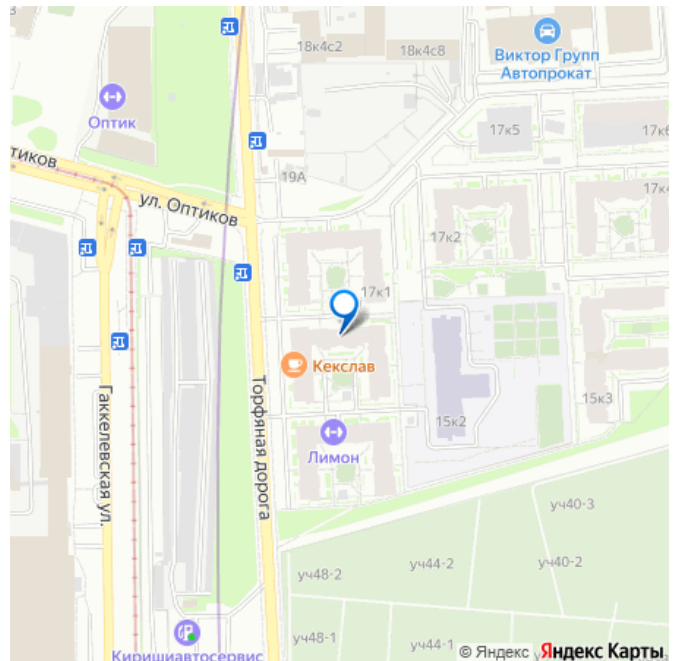 18к4с2
18к4с8
Виктор Групп
Автопрокат
Оптик
17к5
17к6
19А
тиков
ул. Оптиков
17к4
17к2
17к1
Кекслав
Торфяная дорога
Гаккелевская ул.
15к3
15к2
Лимон
уч40-3
уч48-2
уч44-2
уч40-2
уч48-1
уч44-1
Киришиавтосервис
© Яндекс Яндекс Карты